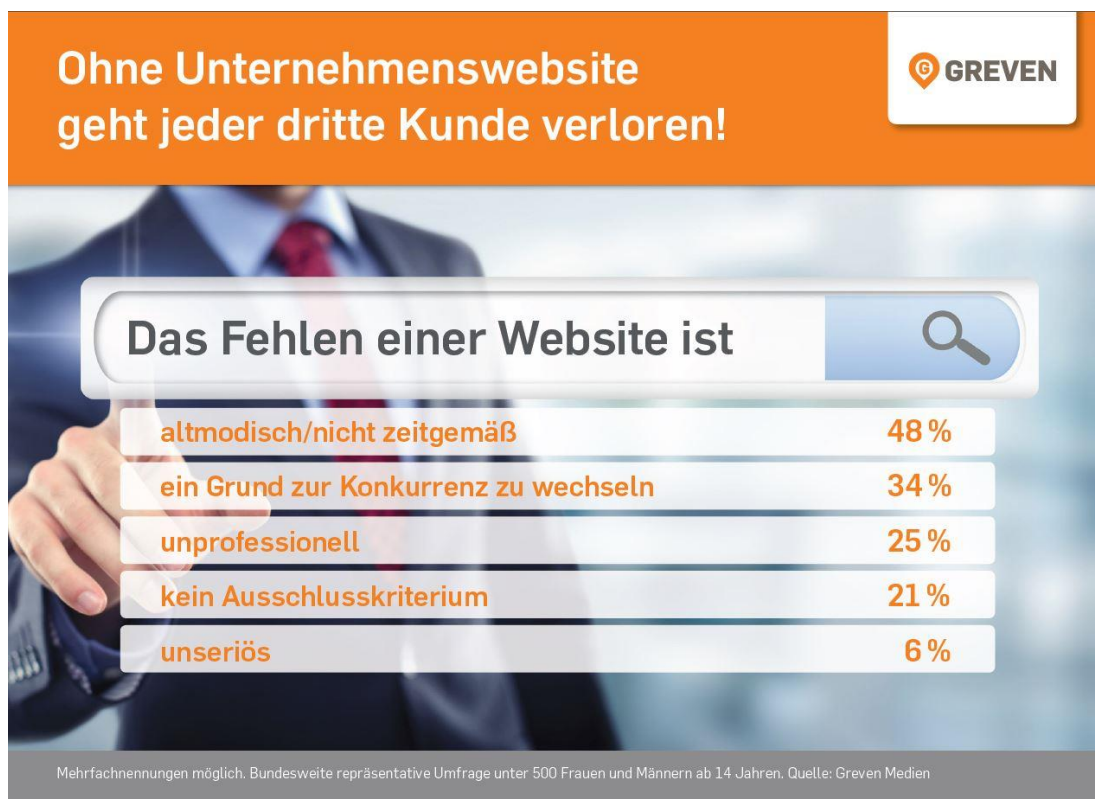 Ohne Unternehmenswebsite
geht jeder dritte Kunde verloren!
G GREVEN
Das Fehlen einer Website ist
altmodisch/nicht zeitgemäß 48 %
ein Grund zur Konkurrenz zu wechseln 34 %
unprofessionell 25 %
kein Ausschlusskriterium 21 %
unseriös 6 %
Mehrfachnennungen möglich. Bundesweite repräsentative Umfrage unter 500 Frauen und Männern ab 14 Jahren. Quelle: Greven Medien